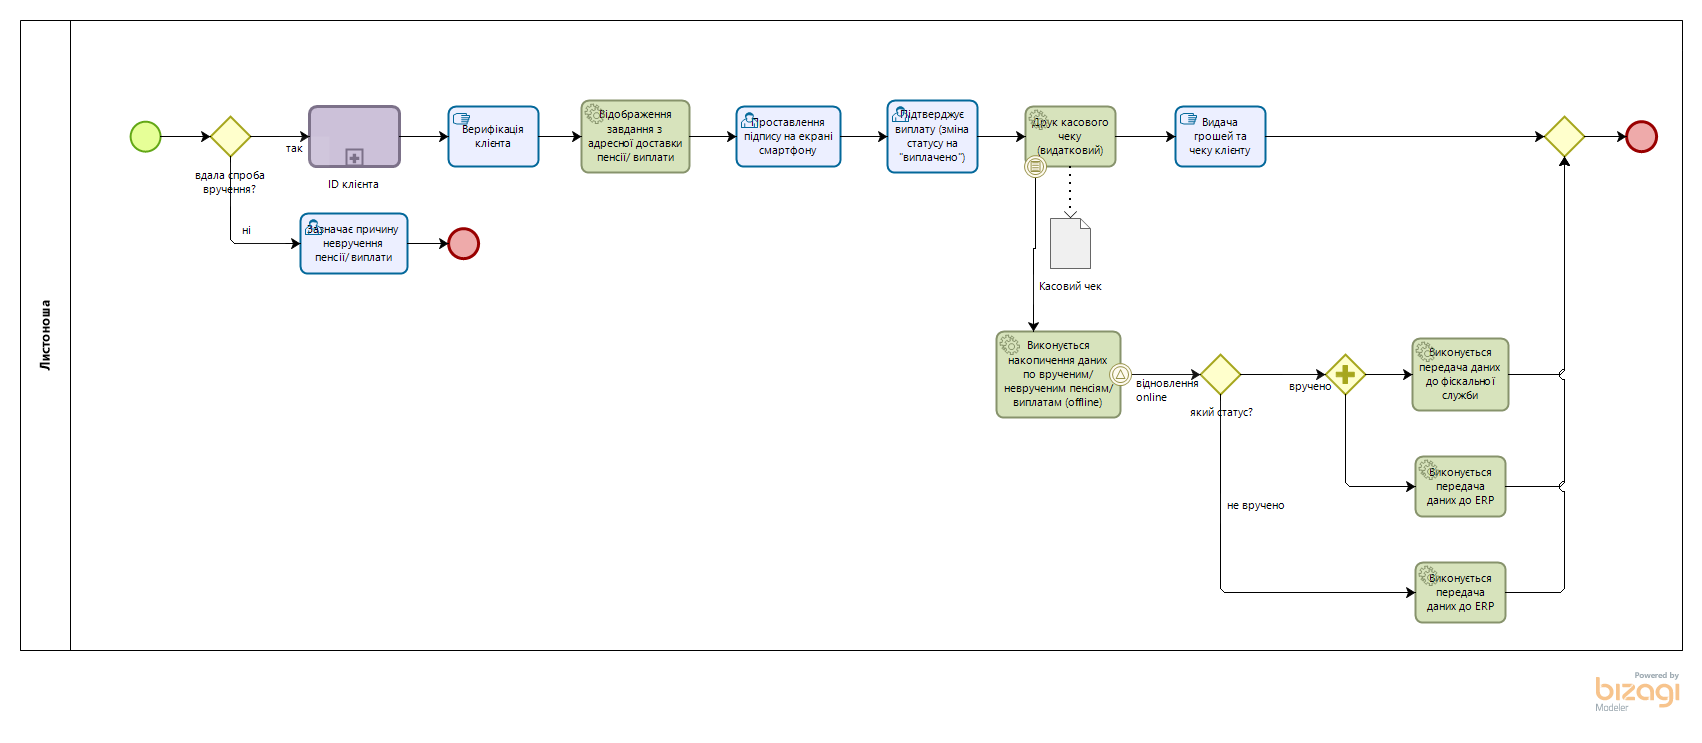 Листоноша
вдала спроба
вручення?
так
ні
ID клієнта
Зазначає причину
невручення
пенсії/ виплати
Верифікація
клієнта
Відображення
завдання з
адресної доставки
пенсії/ виплати
Проставлення
підпису на екрані
смартфону
Підтверджує
виплату (зміна
статусу на
"виплачено")
Друк касового
чеку
(видатковий)
Касовий чек
Видача
грошей та
чеку клієнту
Виконується
накопичення даних
по врученим/
неврученим пенсіям/
виплатам (offline)
відновлення
online
який статус?
вручено
не вручено
Виконується
передача даних
до фіскальної
служби
Виконується
передача
даних до ERP
Виконується
передача
даних до ERP
Powered by
bizagi
Modeler